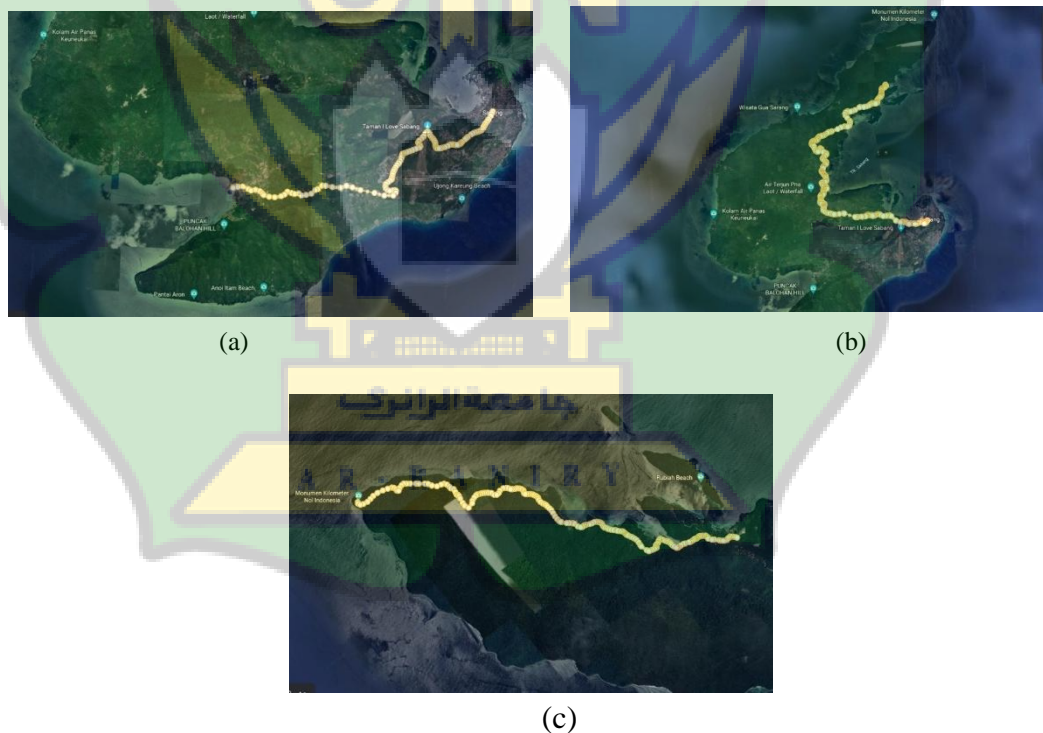 Laot / Waterfall
Kolam Air Panas
Keuneukai
Taman I Love Sabang
Ujong Kareung Beach
PUNCAK
BALOHAN HILL
Anoi Itam Beach
Pantai Aron
(a)
Monumen Kilometer
Nol Indonesia
Wisata Gua Sarang
Air Terjun Pria
Laot / Waterfall
Kolam Air Panas
Keuneukai
Taman I Love Sabang
PUNCAK
BALOHAN HILL
(b)
جامعة الرانري
AR - RANIRY
Monumen Kilometer
Nol Indonesia
Rubiah Beach
(c)